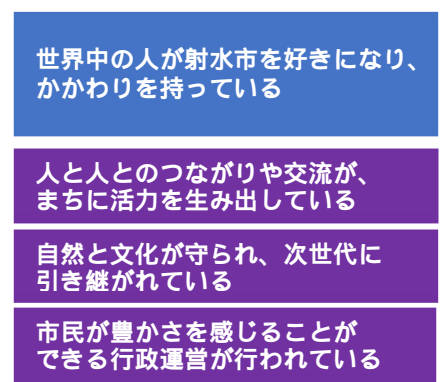 世界中の人が射水市を好きになり、
かかわりを持っている
人と人とのつながりや交流が、
まちに活力を生み出している
自然と文化が守られ、次世代に
引き継がれている
市民が豊かさを感じることが
できる行政運営が行われている